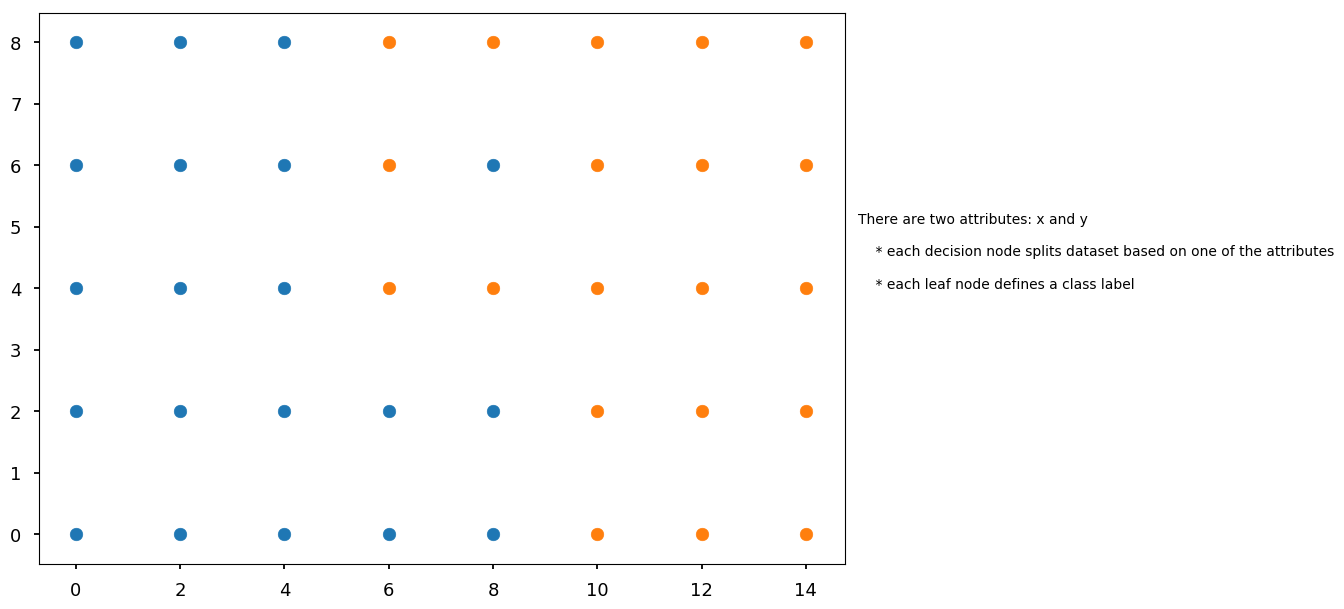 8
7
6
5
4
3
2
1
0
0 2 4 6 8 10 12 14
There are two attributes: x and y
* each decision node splits dataset based on one of the attributes
* each leaf node defines a class label